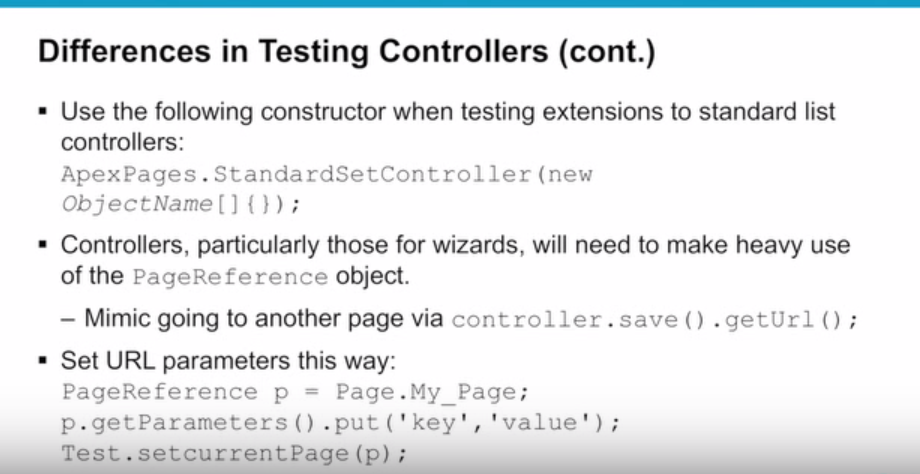 Differences in Testing Controllers (cont.)
▪ Use the following constructor when testing extensions to standard list
controllers:
ApexPages.StandardSetController(new
ObjectName[]{});
▪ Controllers, particularly those for wizards, will need to make heavy use
of the PageReference object.
– Mimic going to another page via controller.save().getUrl();
▪ Set URL parameters this way:
PageReference p = Page.My_Page;
p.getParameters().put('key','value');
Test.setcurrentPage(p);